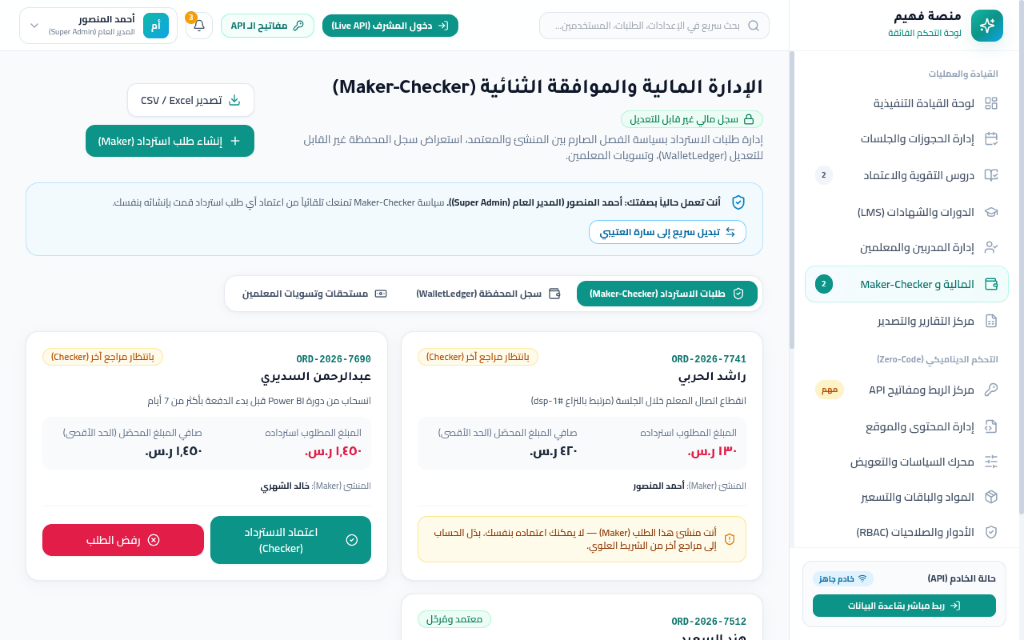 منصة فهيم
لوحة التحكم الفائقة
القيادة والعمليات
لوحة القيادة التنفيذية
إدارة الحجوزات والجلسات
دروس التقوية والاعتماد
2
الدورات والشهادات (LMS)
إدارة المدربين والمعلمين
المالية و Maker-Checker
2
مركز التقارير والتصدير
التحكم الديناميكي (Zero-Code)
مركز الربط ومفاتيح API
مهم
إدارة المحتوى والموقع
محرك السياسات والتعويض
المواد والباقات والتسعير
الأدوار والصلاحيات (RBAC)
حالة الخادم (API)
خادم جاهز
ربط مباشر بقاعدة البيانات
بحث سريع في الإعدادات، الطلبات، المستخدمين...
دخول المشرف (Live API)
مفاتيح الـ API
3
أم
أحمد المنصور
المدير العام (Super Admin)
الإدارة المالية والموافقة الثنائية (Maker-Checker)
سجل مالي غير قابل للتعديل
إدارة طلبات الاسترداد بسياسة الفصل الصارم بين المنشئ والمعتمد، استعراض سجل المحفظة غير القابل
للتعديل (WalletLedger)، وتسويات المعلمين.
تصدير CSV / Excel
إنشاء طلب استرداد (Maker)
أنت تعمل حالياً بصفتك: أحمد المنصور (المدير العام (Super Admin)). سياسة Maker-Checker تمنعك تلقائياً من اعتماد أي طلب استرداد قمت بإنشائه بنفسك.
تبديل سريع إلى سارة العتيبي
طلبات الاسترداد (Maker-Checker)
سجل المحفظة (WalletLedger)
مستحقات وتسويات المعلمين
ORD-2026-7741
بانتظار مراجع آخر (Checker)
راشد الحربي
انقطاع اتصال المعلم خلال الجلسة (مرتبط بالنزاع #dsp-1)
المبلغ المطلوب استرداده
صافي المبلغ المحصّل (الحد الأقصى)
١٣٠ ر.س.
٤٢٠ ر.س.
المنشئ (Maker): أحمد المنصور
أنت منشئ هذا الطلب (Maker) — لا يمكنك اعتماده بنفسك. بدّل الحساب
إلى مراجع آخر من الشريط العلوي.
ORD-2026-7690
بانتظار مراجع آخر (Checker)
عبدالرحمن السديري
انسحاب من دورة Power BI قبل بدء الدفعة بأكثر من 7 أيام
المبلغ المطلوب استرداده
صافي المبلغ المحصّل (الحد الأقصى)
١٬٤٥٠ ر.س.
١٬٤٥٠ ر.س.
المنشئ (Maker): خالد الشهري
اعتماد الاسترداد
(Checker)
رفض الطلب
ORD-2026-7512
معتمد ومُرحّل
هند السعيد